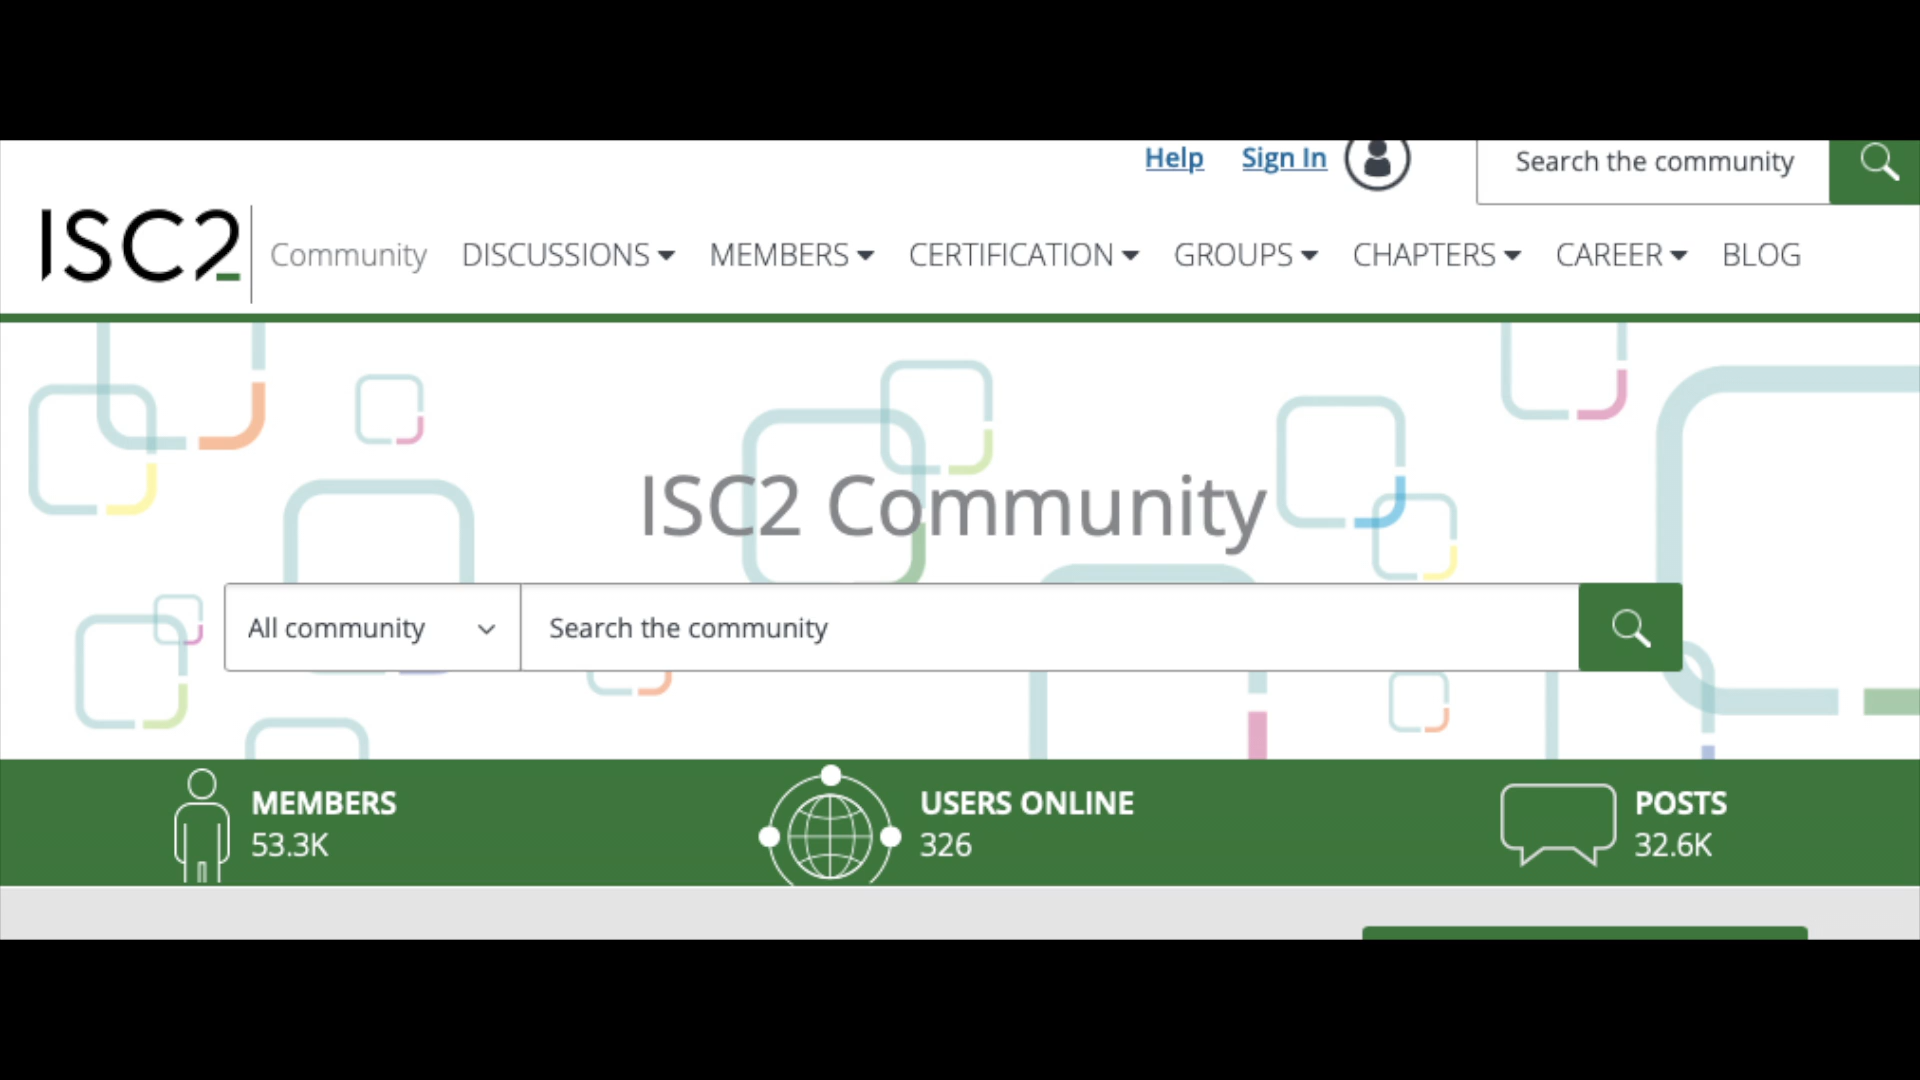 Help Sign In Search the community
ISC2 Community DISCUSSIONS MEMBERS CERTIFICATION GROUPS CHAPTERS CAREER BLOG
ISC2 Community
All community Search the community
MEMBERS
53.3K
USERS ONLINE
326
POSTS
32.6K